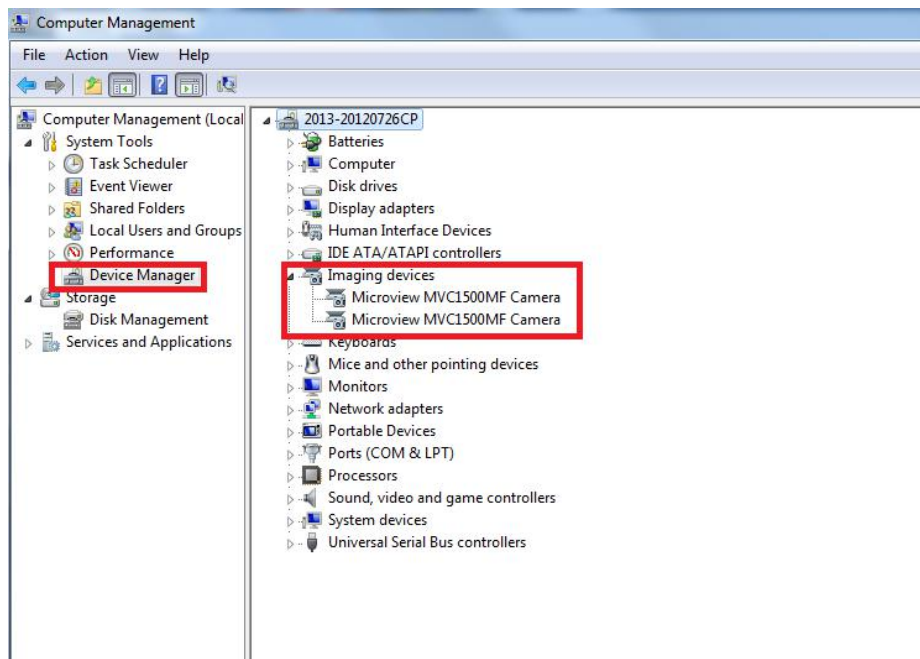 Computer Management
File Action View Help
Computer Management (Local
System Tools
Task Scheduler
Event Viewer
Shared Folders
Local Users and Groups
Performance
Device Manager
Storage
Disk Management
Services and Applications
2013-20120726CP
Batteries
Computer
Disk drives
Display adapters
Human Interface Devices
IDE ATA/ATAPI controllers
Imaging devices
Microview MVC1500MF Camera
Microview MVC1500MF Camera
Keyboards
Mice and other pointing devices
Monitors
Network adapters
Portable Devices
Ports (COM & LPT)
Processors
Sound, video and game controllers
System devices
Universal Serial Bus controllers